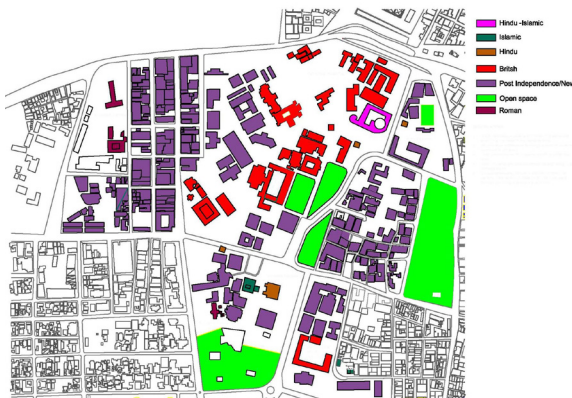 Hindu -Islamic
Islamic
Hindu
British
Post Independence/New
Open space
Roman